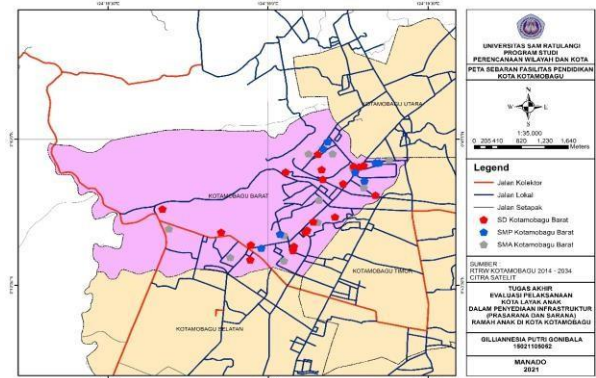 KOTAMOBAGU UTARA
KOTAMOBAGU BARAT
KOTAMOBAGU TIMUR
KOTAMOBAGU SELATAN
UNIVERSITAS SAM RATULANGI
PROGRAM STUDI
PERENCANAAN WILAYAH DAN KOTA
PETA SEBARAN FASILITAS PENDIDIKAN
KOTA KOTAMOBAGU
N
W
E
S
1:35.000
0 205 410 820 1,230 1,640
Meters
Legend
Jalan Kolektor
Jalan Lokal
Jalan Setapak
SD Kotamobagu Barat
SMP Kotamobagu Barat
SMA Kotamobagu Barat
SUMBER :
RTRW KOTAMOBAGU 2014 - 2034
CITRA SATELIT
TUGAS AKHIR
EVALUASI PELAKSANAAN
KOTA LAYAK ANAK
DALAM PENYEDIAAN INFRASTRUKTUR
(PRASARANA DAN SARANA)
RAMAH ANAK DI KOTA KOTAMOBAGU
GILLIANNESIA PUTRI GONIBALA
MANADO
2021